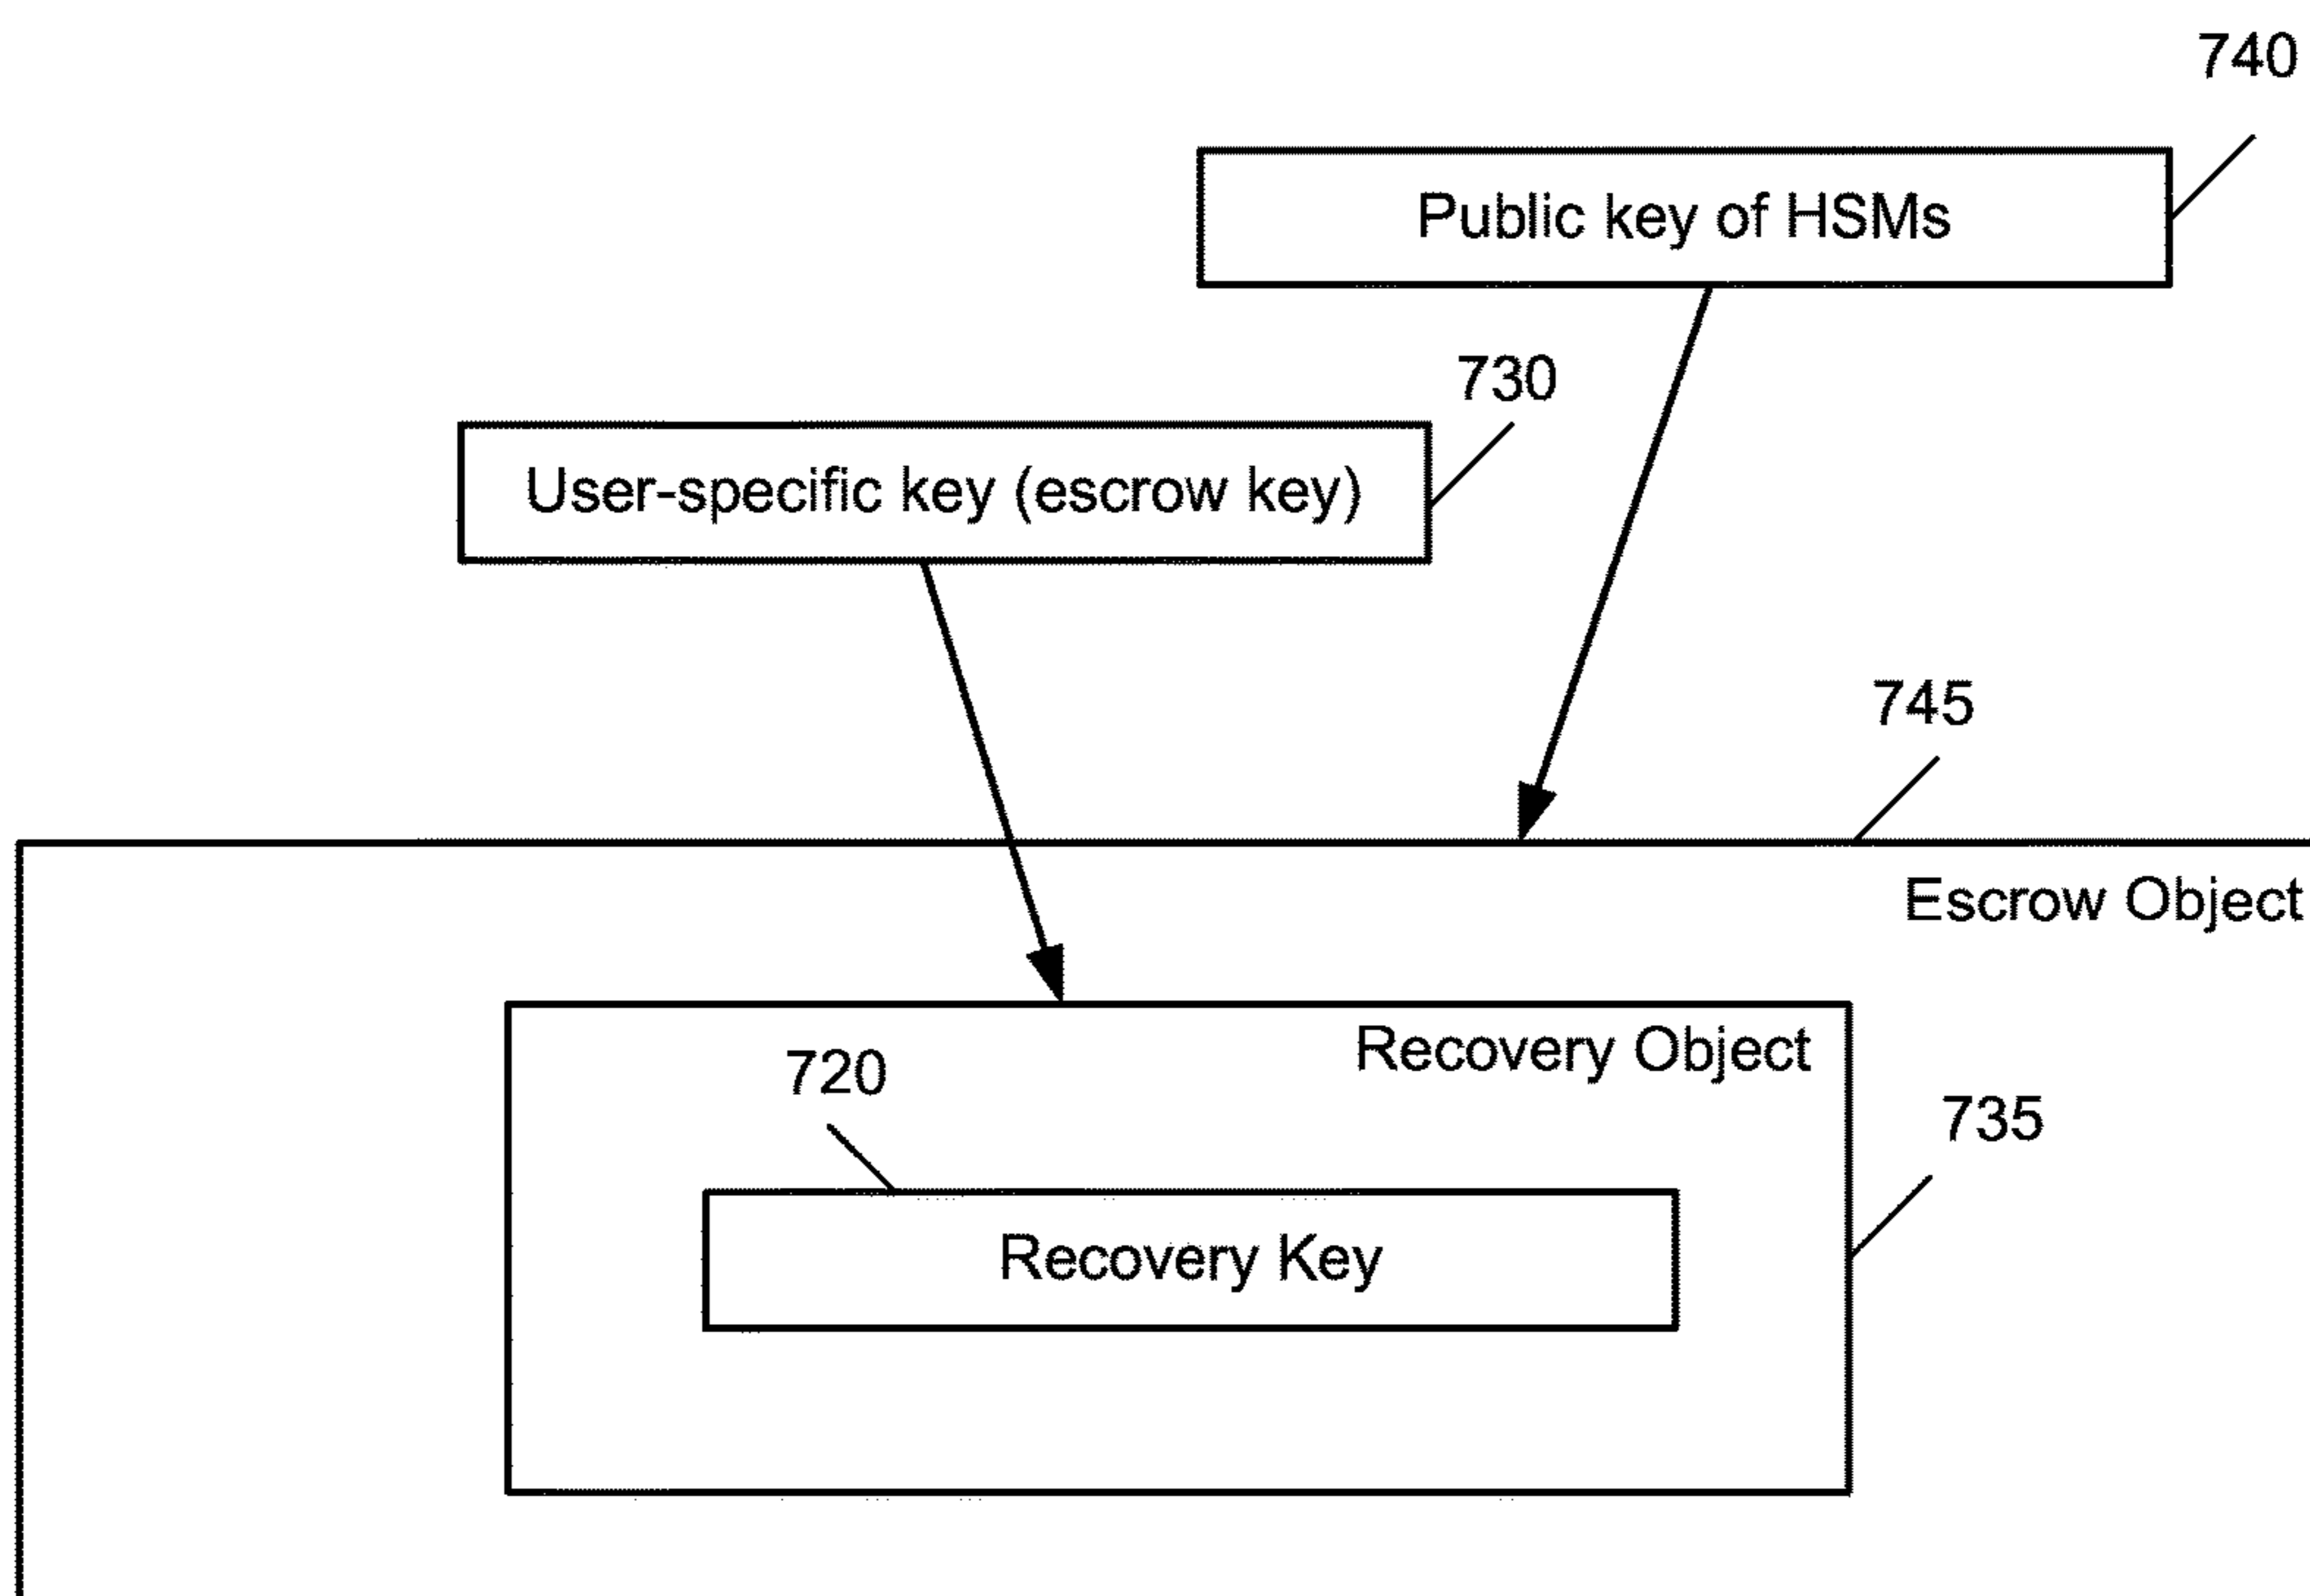 740
Public key of HSMs
730
User-specific key (escrow key)
745
Escrow Object
Recovery Object
720
735
Recovery Key